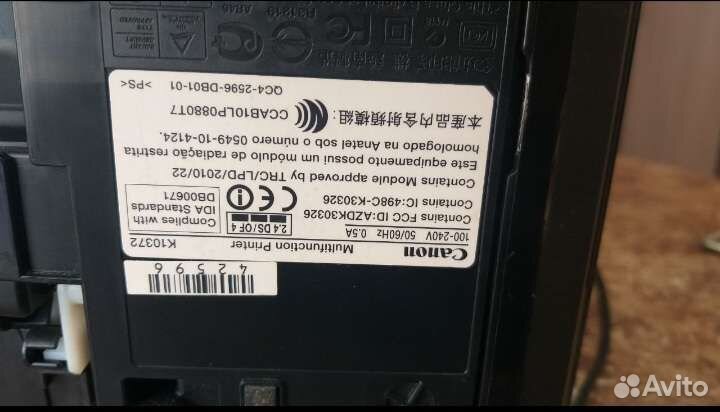 425596
Canon
Multifunction Printer
K10372
100-240V 50/60Hz 0.5A
Contains FCC ID:AZDK30326
Contains IC:498C-K30326
2.4 DS/OF4
CE
Complies with
IDA Standards
DB00671
Contains Module approved by TRC/LPD/2010/22
Este equipamento possui um módulo de radiação restrita
homologado na Anatel sob o número 0549-10-4124.
本產品內含射頻模組:
CCAB10LP0880T7
QC4-2596-DB01-01
>PS<
Avito